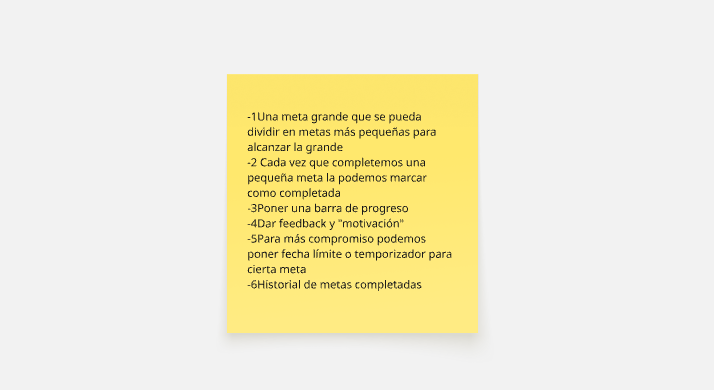 -1Una meta grande que se pueda
dividir en metas más pequeñas para
alcanzar la grande
-2 Cada vez que completemos una
pequeña meta la podemos marcar
como completada
-3Poner una barra de progreso
-4Dar feedback y "motivación"
-5Para más compromiso podemos
poner fecha límite o temporizador para
cierta meta
-6Historial de metas completadas